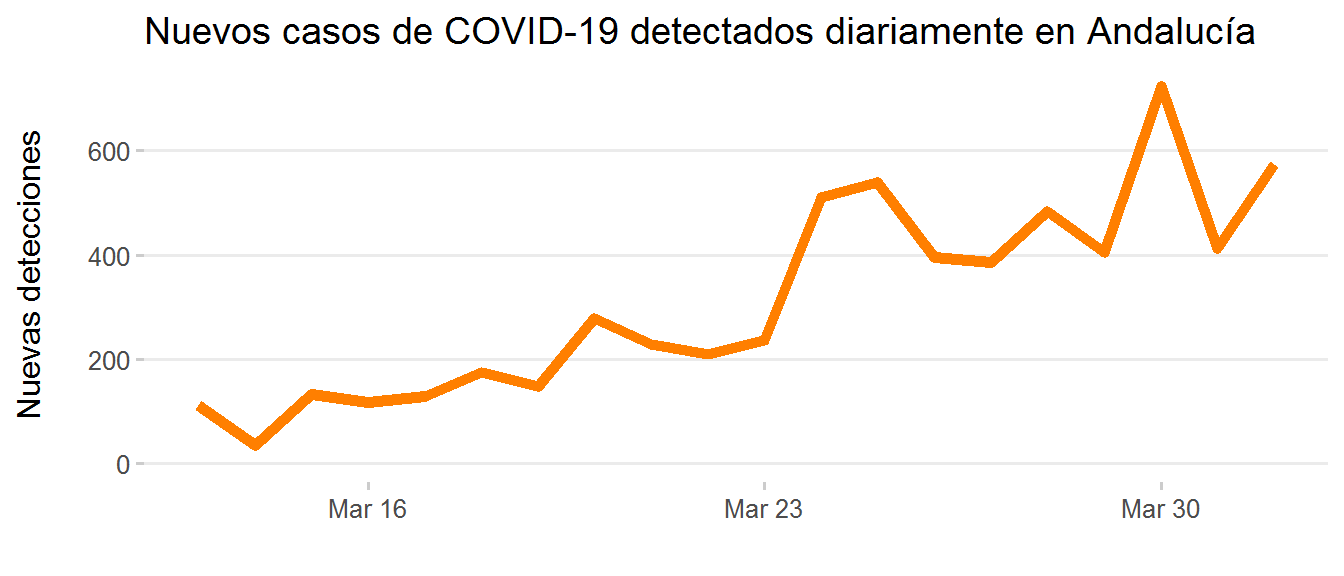 Nuevos casos de COVID-19 detectados diariamente en Andalucía
Nuevas detecciones
600
400
200
0
Mar 16
Mar 23
Mar 30